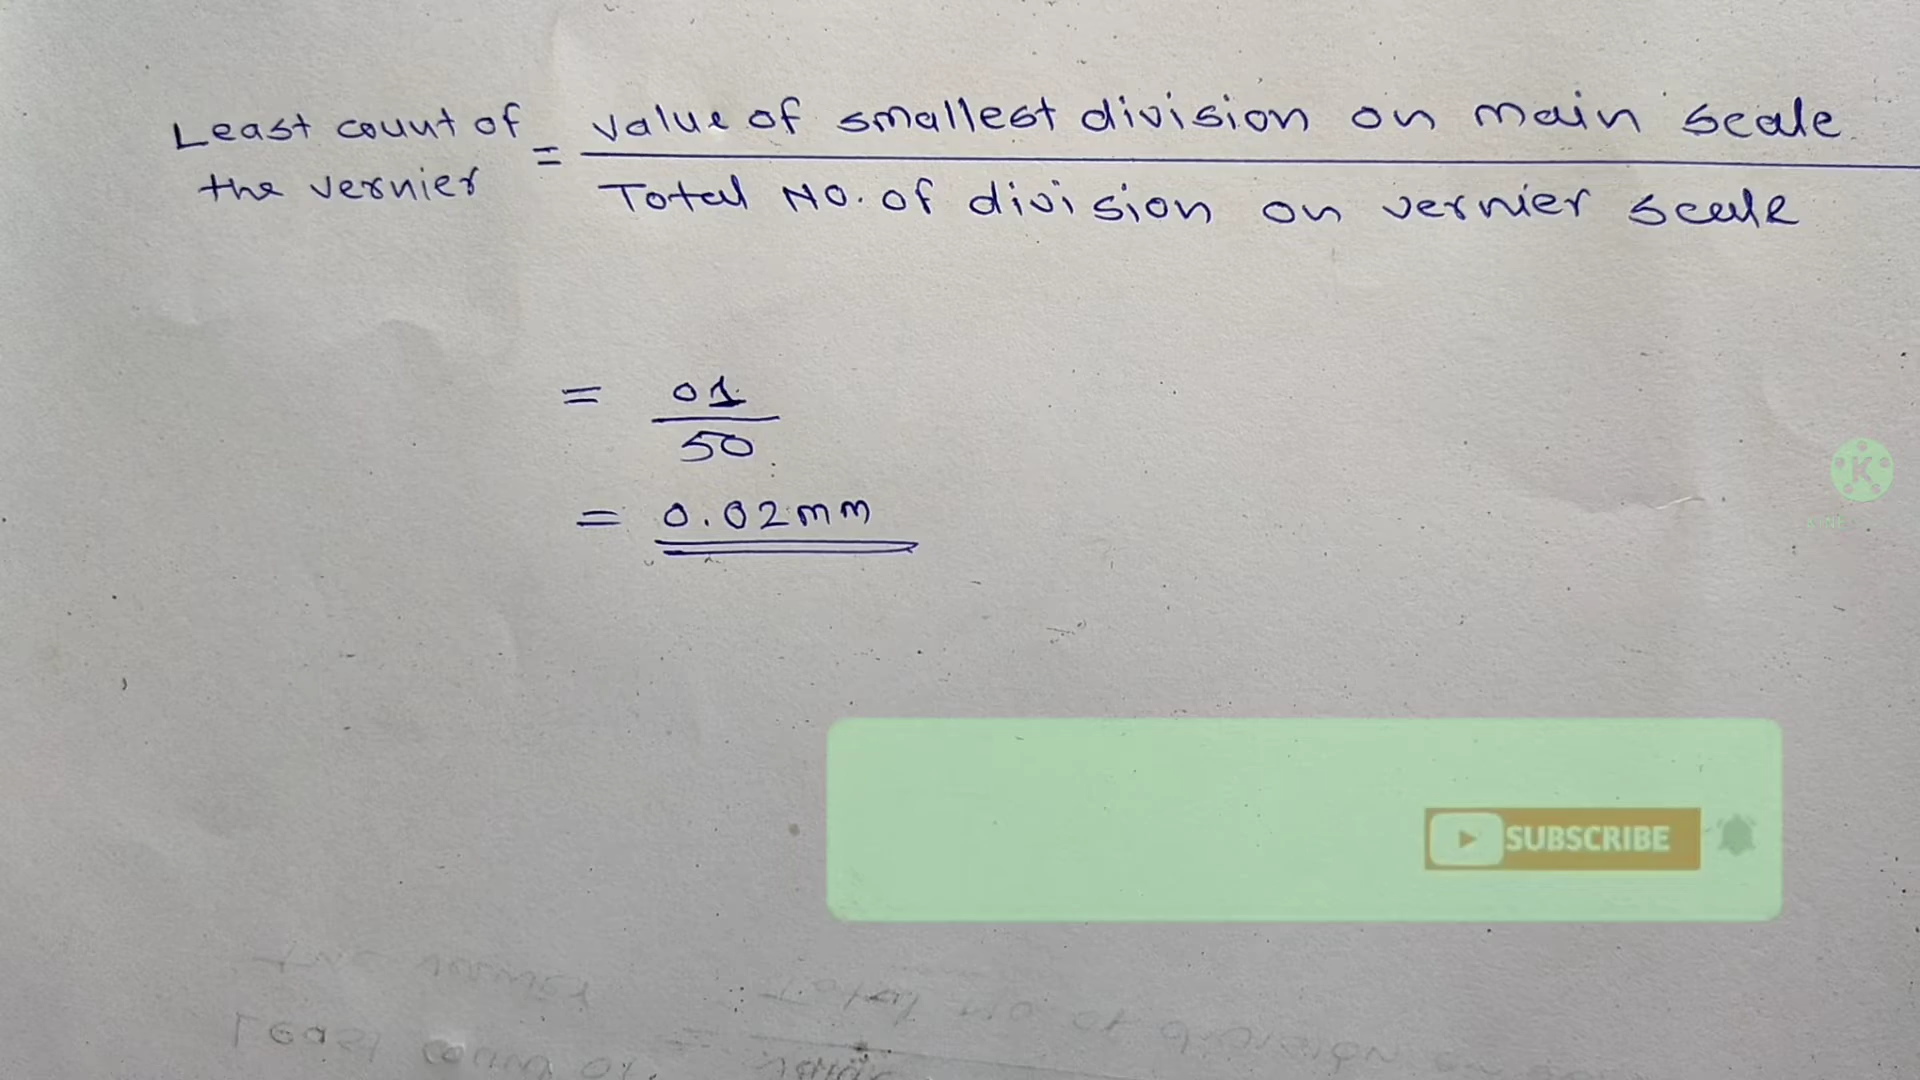 Least count of = value of smallest division on main scale
the vernier Total No. of division on vernier scale
= 01
50
= 0.02mm
K
SUBSCRIBE